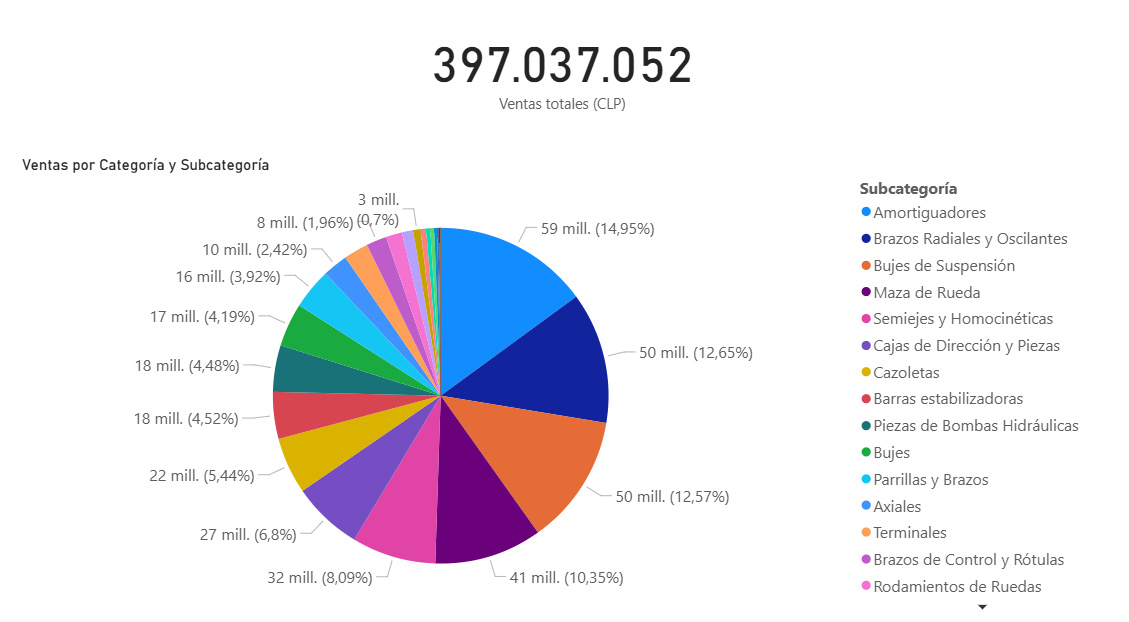 397.037.052
Ventas totales (CLP)
Ventas por Categoría y Subcategoría
3 mill.
(0,7%)
8 mill. (1,96%)
10 mill. (2,42%)
16 mill. (3,92%)
17 mill. (4,19%)
18 mill. (4,48%)
18 mill. (4,52%)
22 mill. (5,44%)
27 mill. (6,8%)
32 mill. (8,09%)
59 mill. (14,95%)
50 mill. (12,65%)
50 mill. (12,57%)
41 mill. (10,35%)
Subcategoría
Amortiguadores
Brazos Radiales y Oscilantes
Bujes de Suspensión
Maza de Rueda
Semiejes y Homocinéticas
Cajas de Dirección y Piezas
Cazoletas
Barras estabilizadoras
Piezas de Bombas Hidráulicas
Bujes
Parrillas y Brazos
Axiales
Terminales
Brazos de Control y Rótulas
Rodamientos de Ruedas